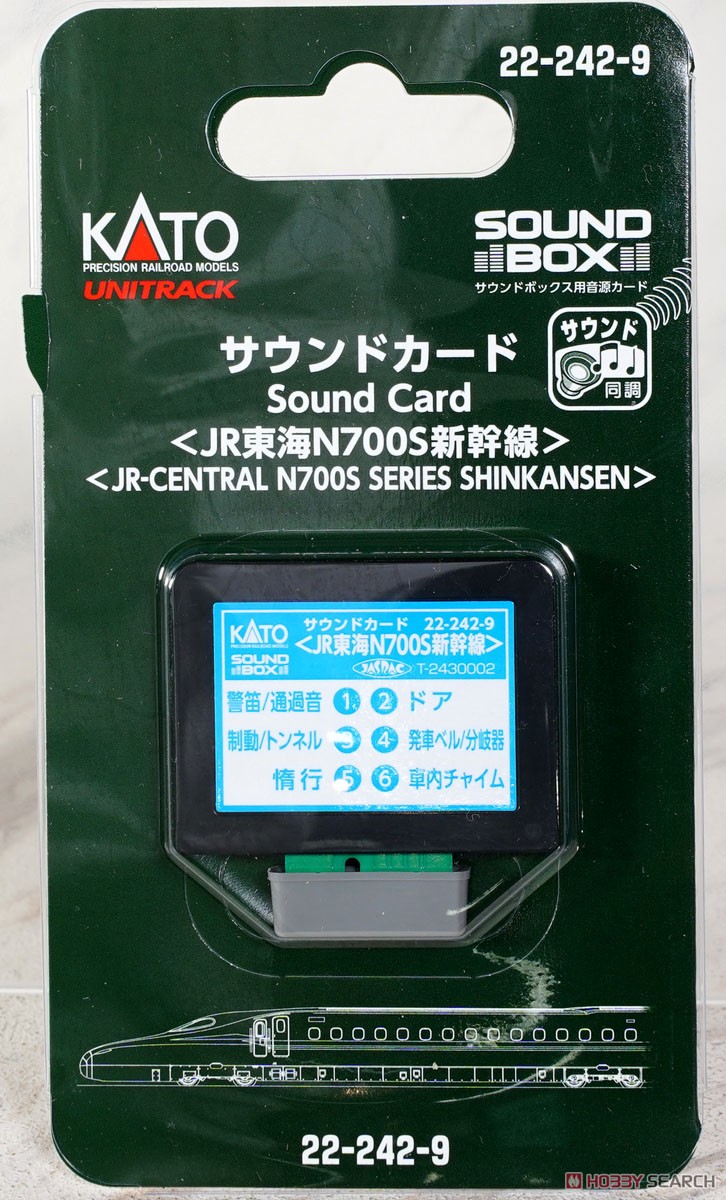 22-242-9
KATO
PRECISION RAILROAD MODELS
UNITRACK
SOUND
BOX
サウンドボックス用音源カード
サウンド
同調
サウンドカード
Sound Card
<JR東海N700S新幹線>
<JR-CENTRAL N700S SERIES SHINKANSEN>
KATO
PRECISION RAILROAD MODELS
サウンドカード 22-242-9
<JR東海N700S新幹線>
SOUND
BOX
JASRAC T-2430002
警笛/通過音 1 2 ドア
制動/トンネル 3 4 発車ベル/分岐器
惰行 5 6 車内チャイム
22-242-9
HOBBY SEARCH